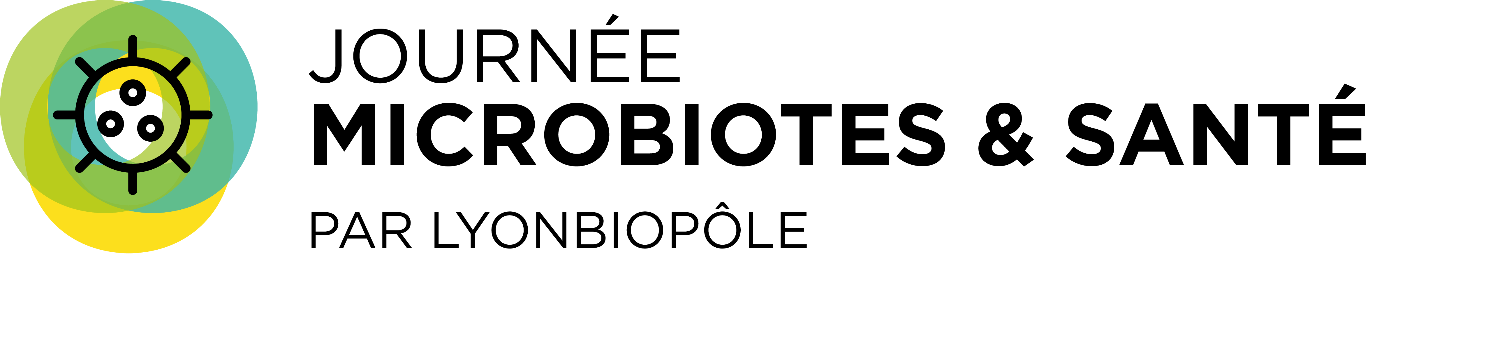 JOURNÉE
MICROBIOTES & SANTÉ
PAR LYONBIOPÔLE